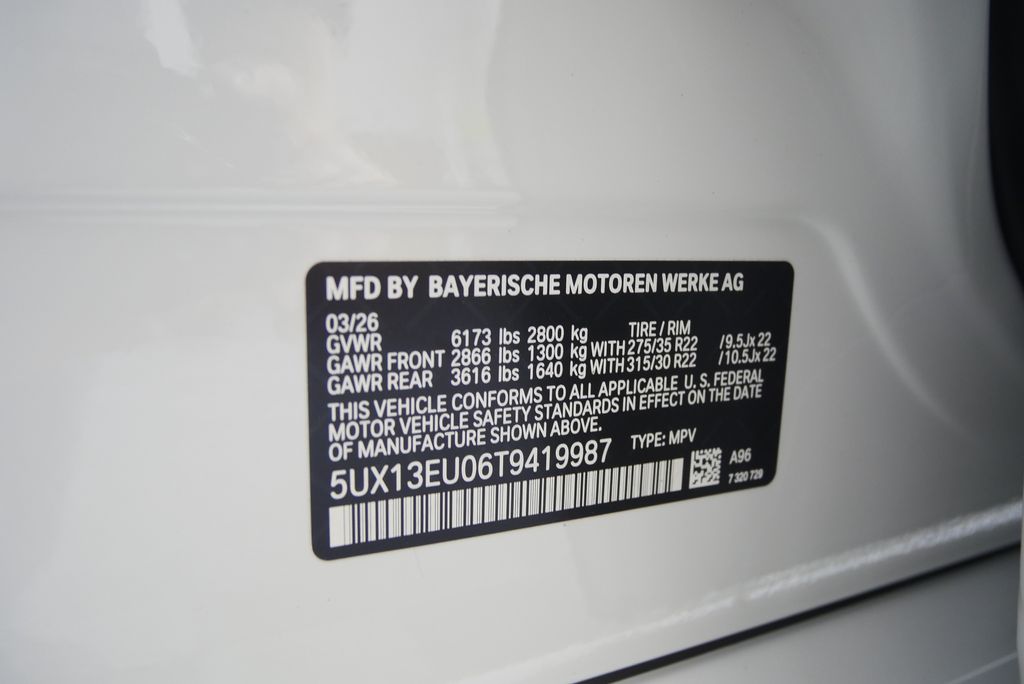 MFD BY BAYERISCHE MOTOREN WERKE AG
03/26
GVWR 6173 lbs 2800 kg TIRE / RIM
GAWR FRONT 2866 lbs 1300 kg WITH 275/35 R22 /9.5Jx22
GAWR REAR 3616 lbs 1640 kg WITH 315/30 R22 /10.5Jx22
THIS VEHICLE CONFORMS TO ALL APPLICABLE U.S. FEDERAL
MOTOR VEHICLE SAFETY STANDARDS IN EFFECT ON THE DATE
OF MANUFACTURE SHOWN ABOVE.
5UX13EU06T9419987 TYPE: MPV
A96
7 320 729